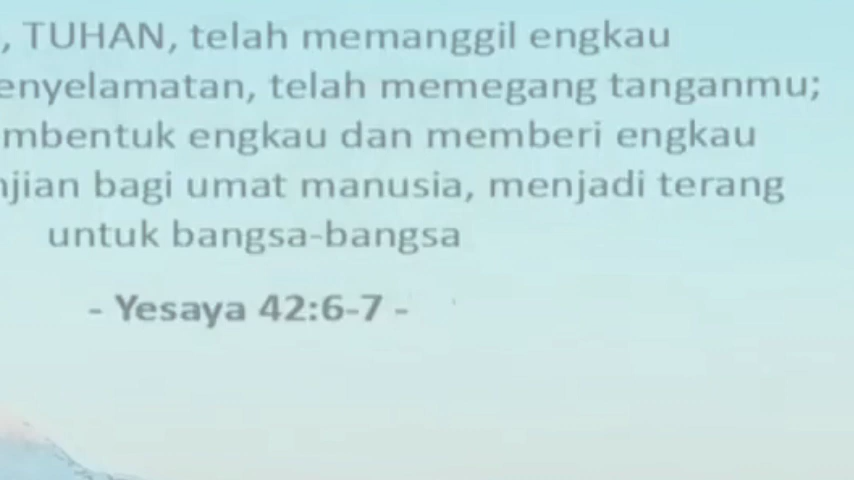 , TUHAN, telah memanggil engkau
enyelamatan, telah memegang tanganmu;
mbentuk engkau dan memberi engkau
jian bagi umat manusia, menjadi terang
untuk bangsa-bangsa
- Yesaya 42:6-7 -